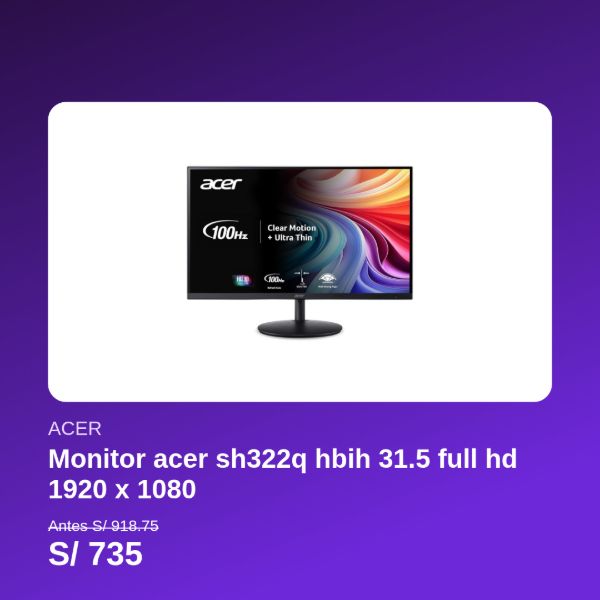 acer
100Hz
Clear Motion
+ Ultra Thin
100Hz
ACER
Monitor acer sh322q hbih 31.5 full hd
1920 x 1080
Antes S/ 918.75
S/ 735